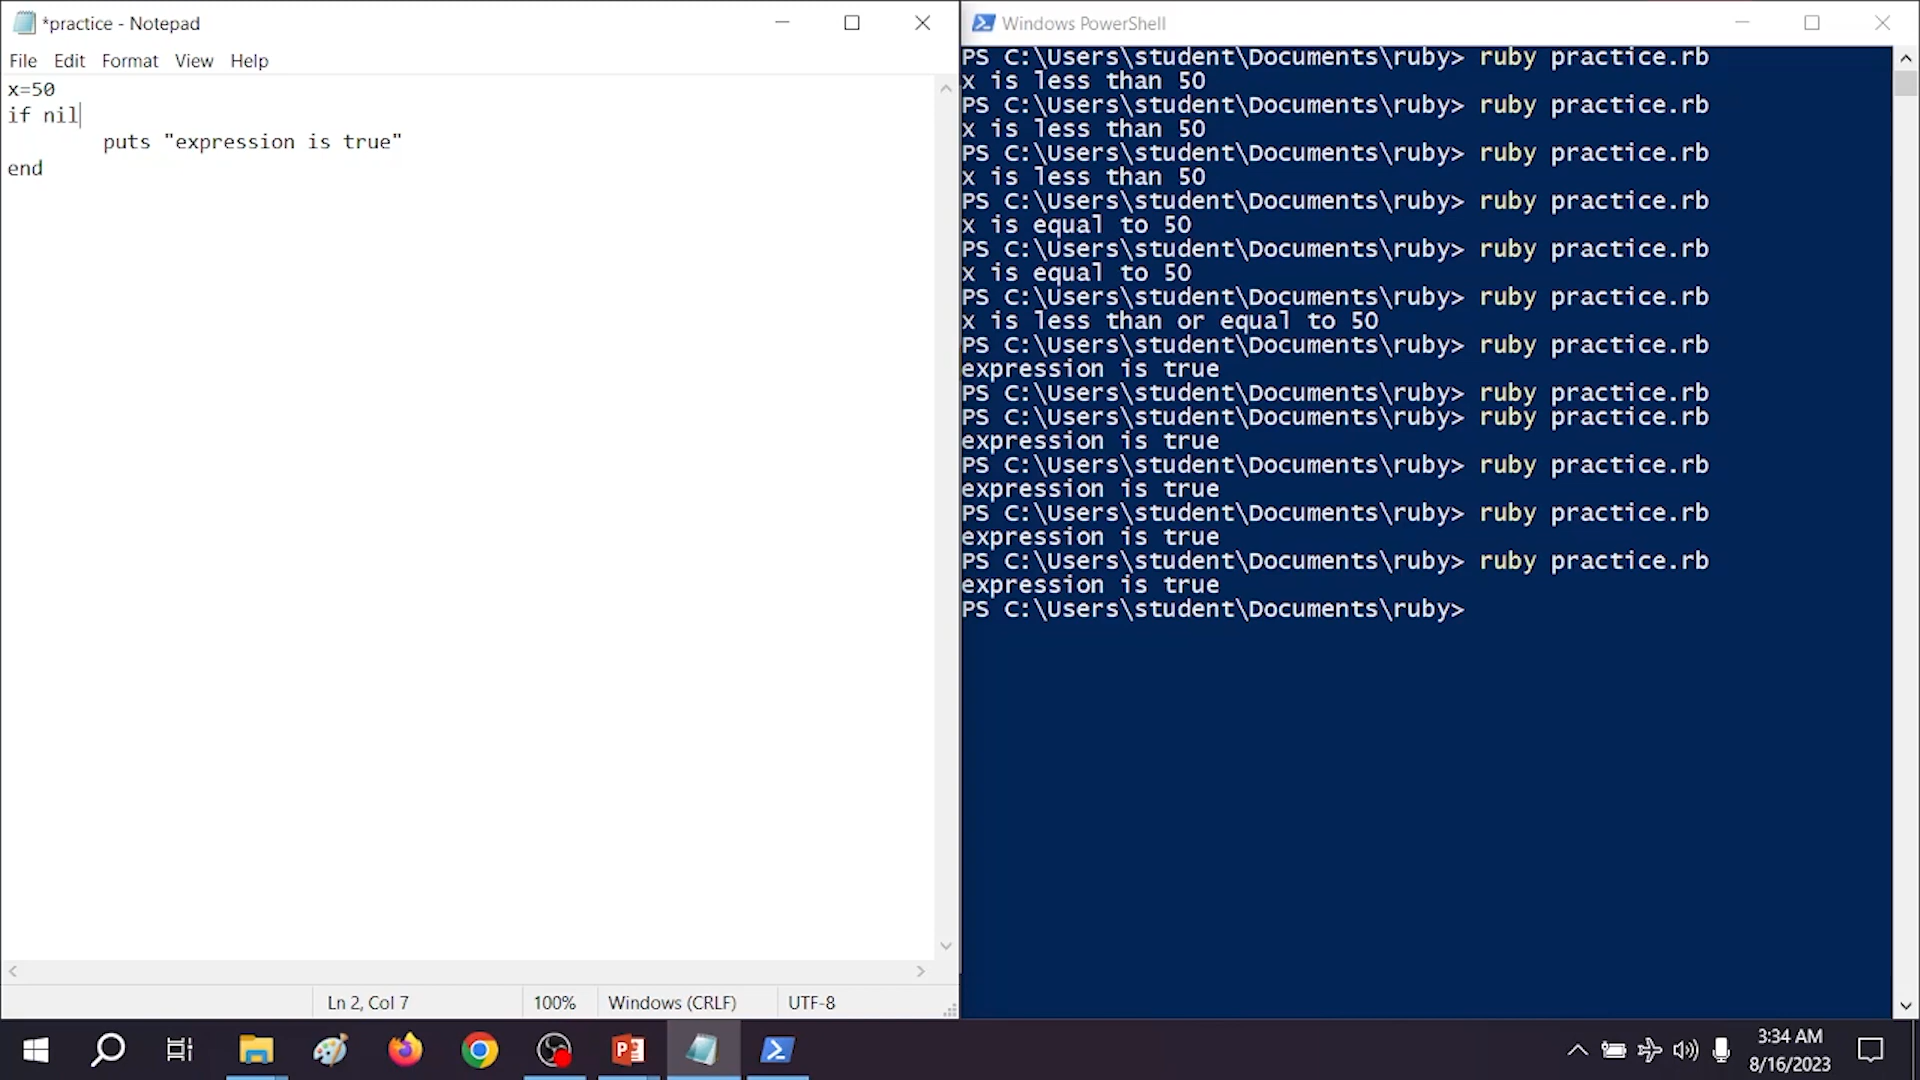 *practice - Notepad
File Edit Format View Help
x=50
if nil
puts "expression is true"
end
Ln 2, Col 7
100%
Windows (CRLF)
UTF-8
Windows PowerShell
PS C:\Users\student\Documents\ruby> ruby practice.rb
x is less than 50
PS C:\Users\student\Documents\ruby> ruby practice.rb
x is less than 50
PS C:\Users\student\Documents\ruby> ruby practice.rb
x is less than 50
PS C:\Users\student\Documents\ruby> ruby practice.rb
x is equal to 50
PS C:\Users\student\Documents\ruby> ruby practice.rb
x is equal to 50
PS C:\Users\student\Documents\ruby> ruby practice.rb
x is less than or equal to 50
PS C:\Users\student\Documents\ruby> ruby practice.rb
expression is true
PS C:\Users\student\Documents\ruby> ruby practice.rb
PS C:\Users\student\Documents\ruby> ruby practice.rb
expression is true
PS C:\Users\student\Documents\ruby> ruby practice.rb
expression is true
PS C:\Users\student\Documents\ruby> ruby practice.rb
expression is true
PS C:\Users\student\Documents\ruby> ruby practice.rb
expression is true
PS C:\Users\student\Documents\ruby>
3:34 AM
8/16/2023